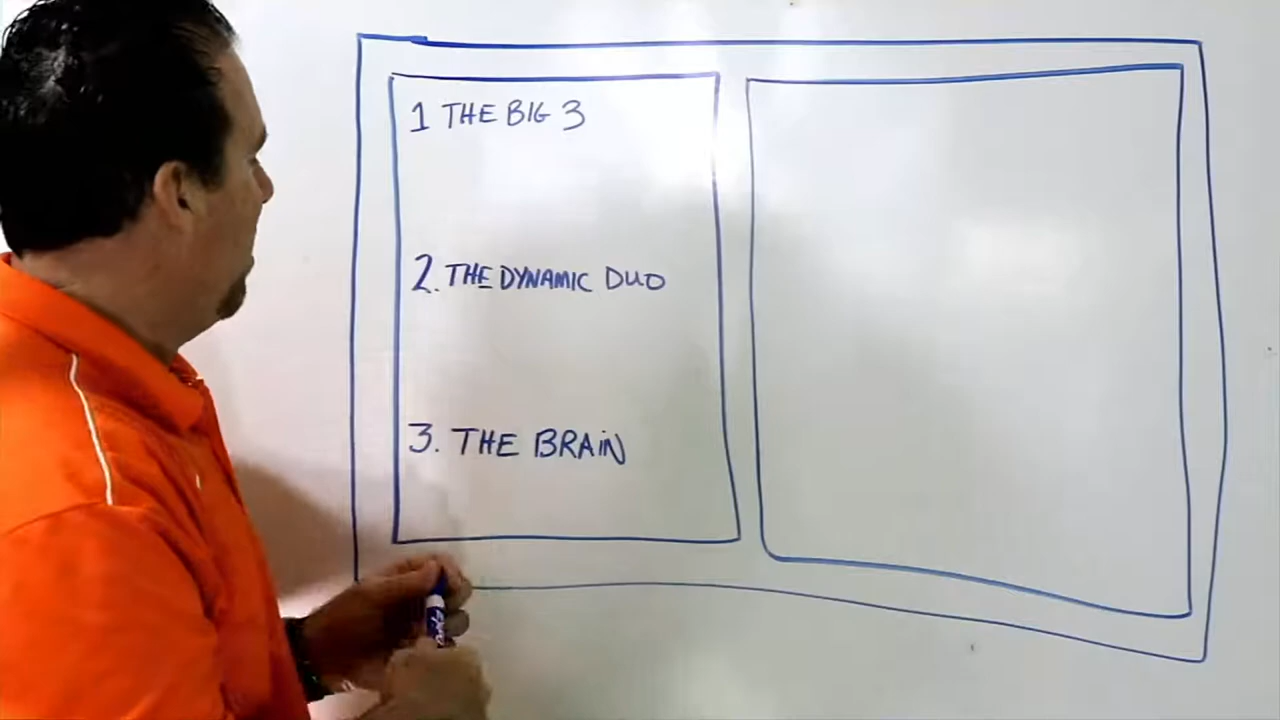 1 THE BIG 3
2. THE DYNAMIC DUO
3. THE BRAiN